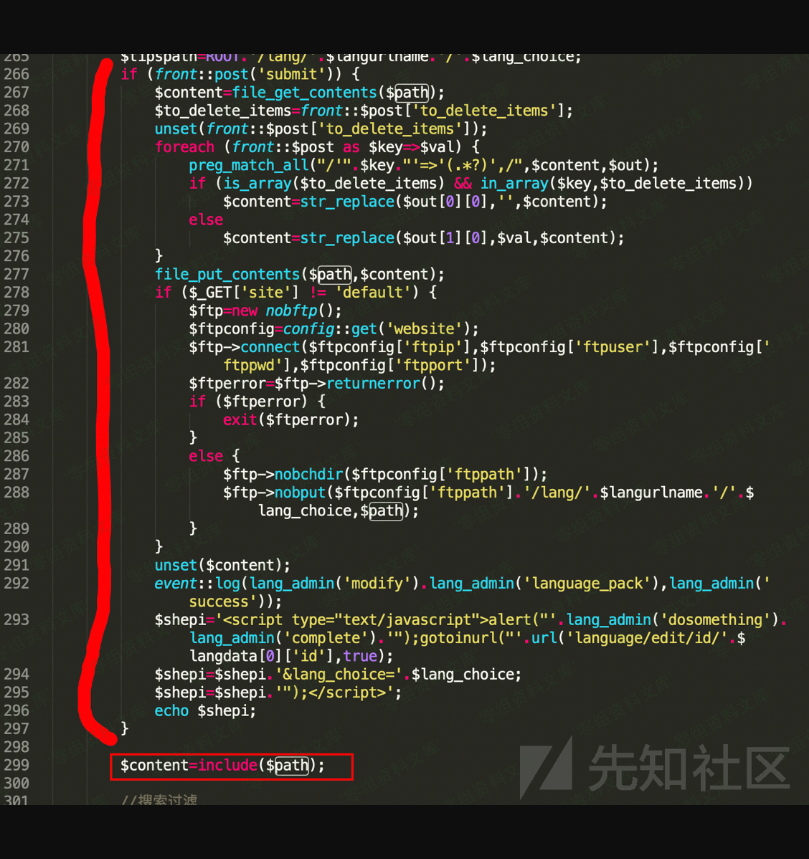 265 $tipspath=ROOT.'/lang/'.$langurlname.'/'.$lang_choice;
266 if (front::post('submit')) {
267 $content=file_get_contents($path);
268 $to_delete_items=front::$post['to_delete_items'];
269 unset(front::$post['to_delete_items']);
270 foreach (front::$post as $key=>$val) {
271 preg_match_all("/'".$key."'=>'(.*?)',/",$content,$out);
272 if (is_array($to_delete_items) && in_array($key,$to_delete_items))
273 $content=str_replace($out[0][0],'',$content);
274 else
275 $content=str_replace($out[1][0],$val,$content);
276 }
277 file_put_contents($path,$content);
278 if ($_GET['site'] != 'default') {
279 $ftp=new nobftp();
280 $ftpconfig=config::get('website');
281 $ftp->connect($ftpconfig['ftpip'],$ftpconfig['ftpuser'],$ftpconfig['
ftppwd'],$ftpconfig['ftpport']);
282 $ftperror=$ftp->returnerror();
283 if ($ftperror) {
284 exit($ftperror);
285 }
286 else {
287 $ftp->nobchdir($ftpconfig['ftppath']);
288 $ftp->nobput($ftpconfig['ftppath'].'/lang/'.$langurlname.'/'.$
lang_choice,$path);
289 }
290 }
291 unset($content);
292 event::log(lang_admin('modify').lang_admin('language_pack'),lang_admin('
success'));
293 $shepi='<script type="text/javascript">alert("'.lang_admin('dosomething').
lang_admin('complete').'");gotoinurl("'.url('language/edit/id/'.$
langdata[0]['id'],true);
294 $shepi=$shepi.'&lang_choice='.$lang_choice;
295 $shepi=$shepi.'");</script>';
296 echo $shepi;
297 }
298
299 $content=include($path);
300
301 //搜索过滤
先知社区